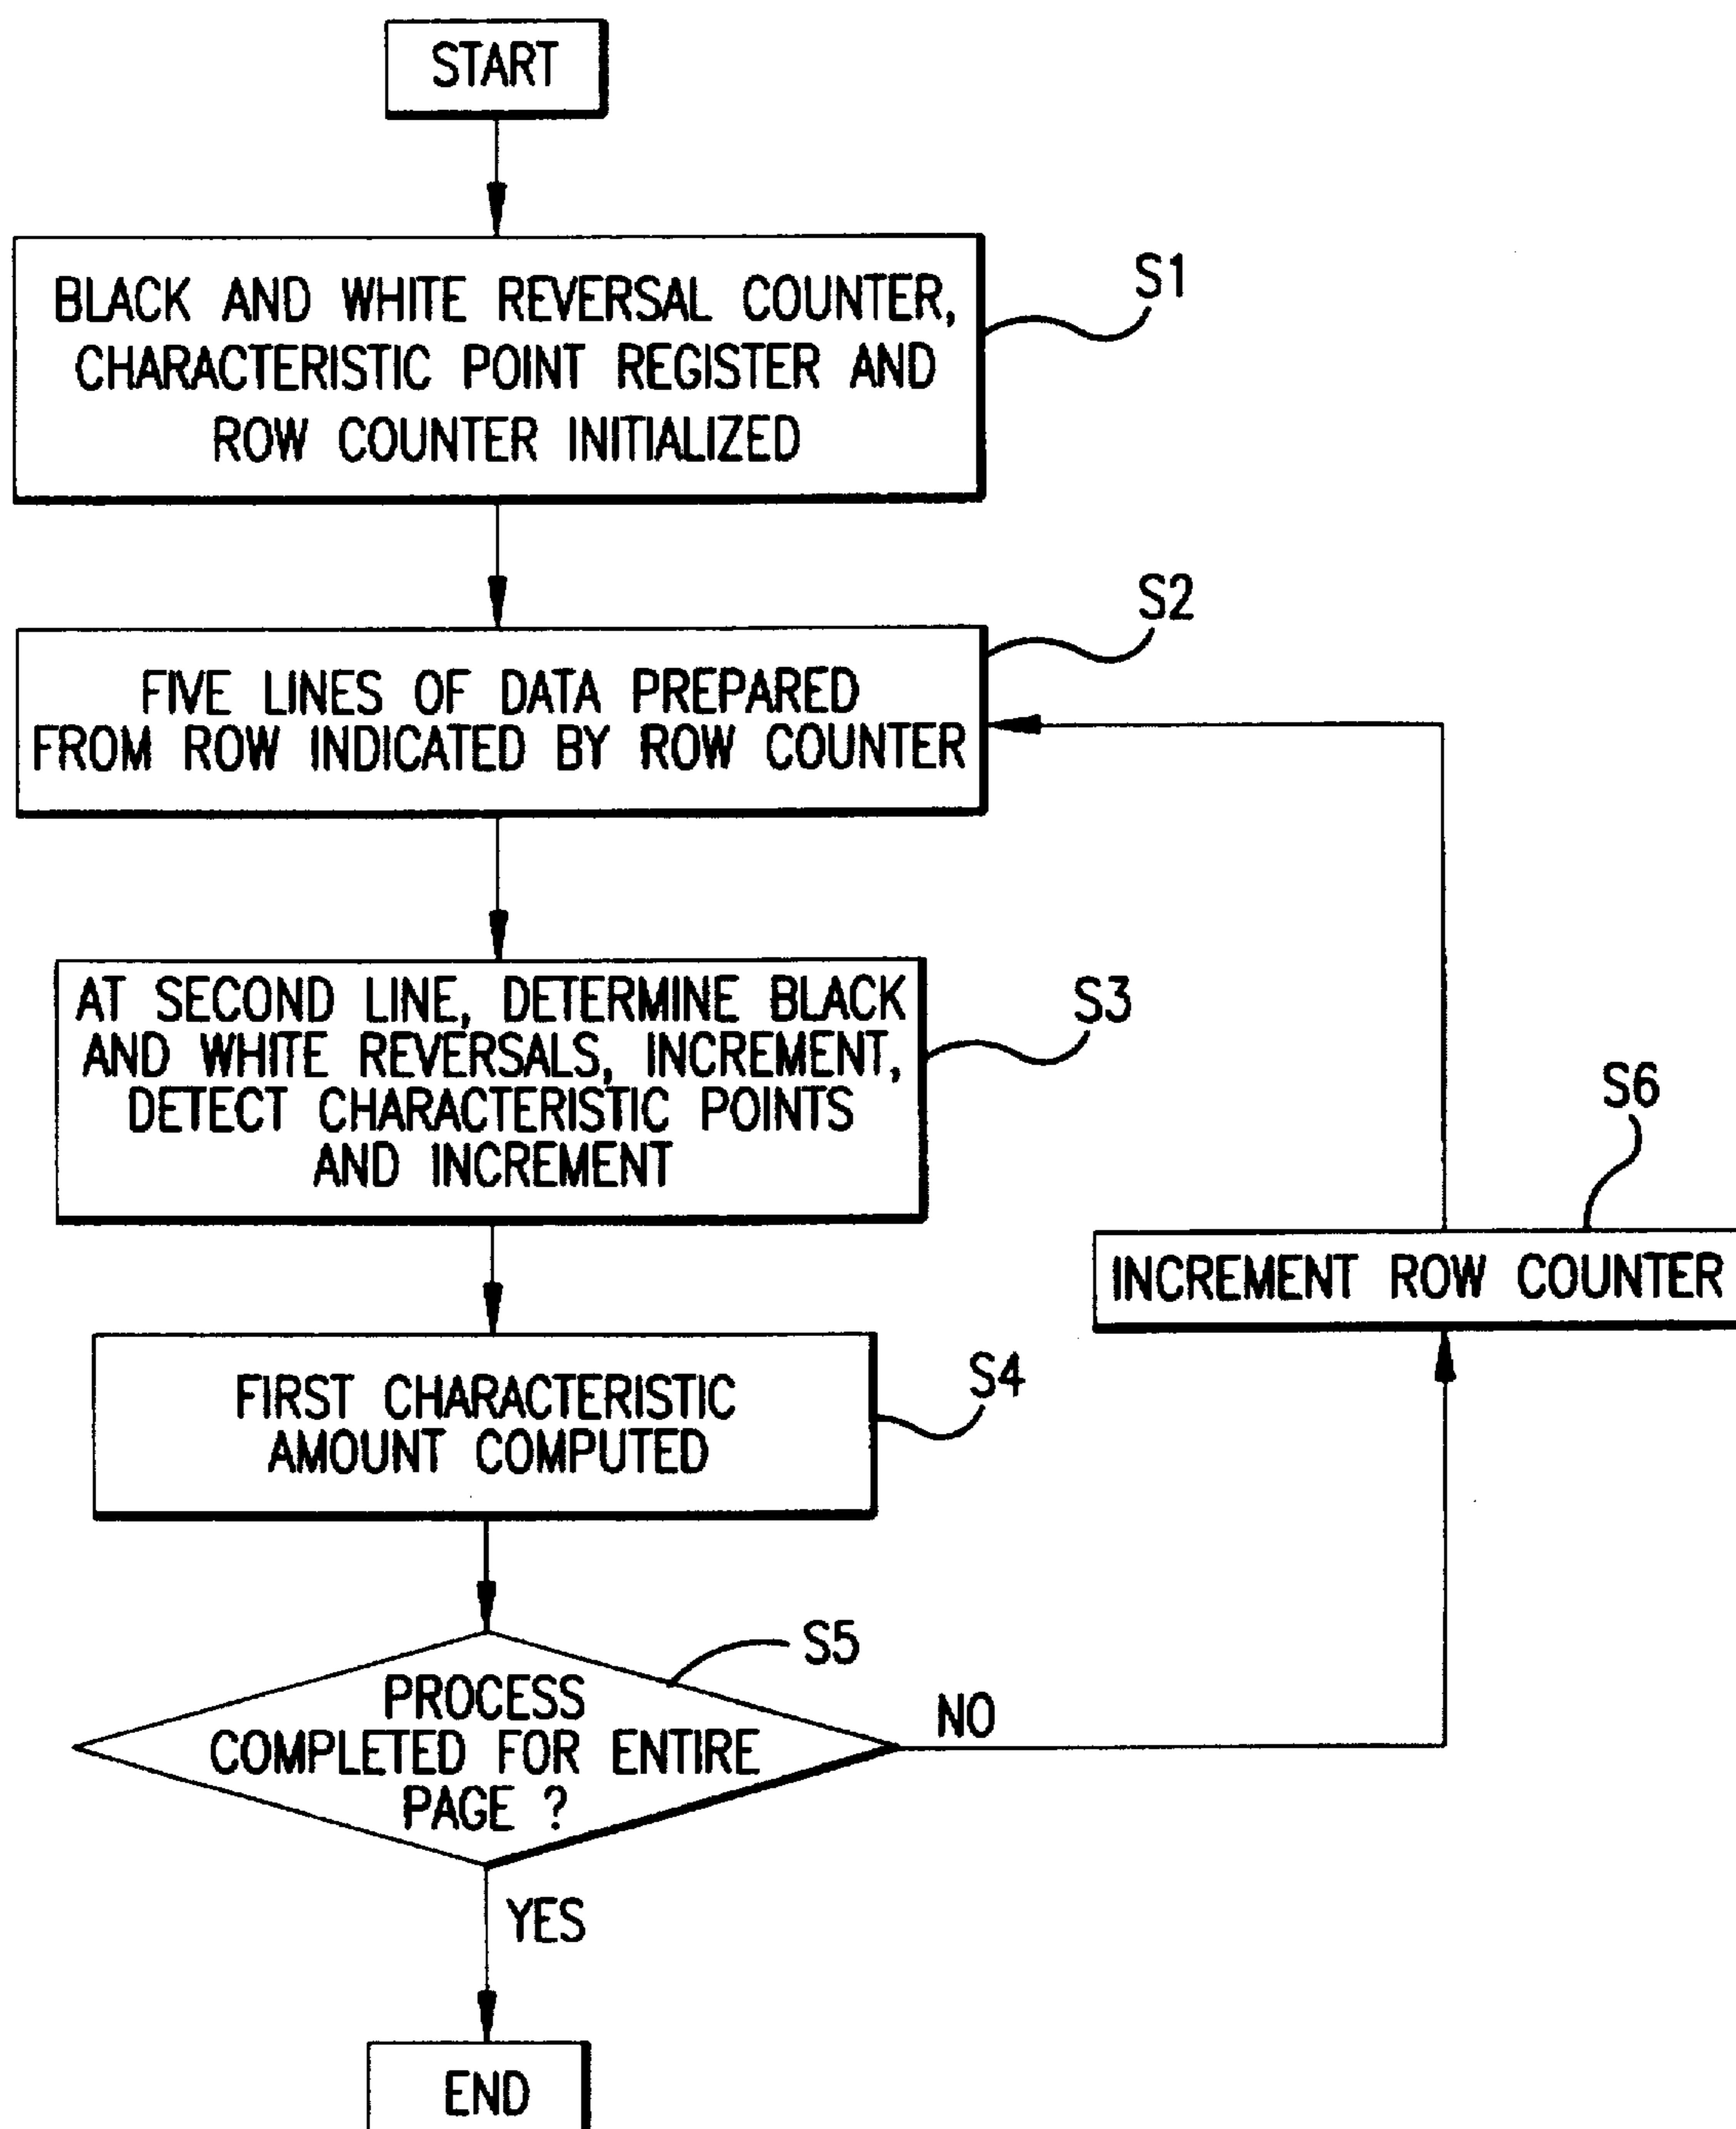 START
BLACK AND WHITE REVERSAL COUNTER,
CHARACTERISTIC POINT REGISTER AND
ROW COUNTER INITIALIZED
S1
FIVE LINES OF DATA PREPARED
FROM ROW INDICATED BY ROW COUNTER
S2
AT SECOND LINE, DETERMINE BLACK
AND WHITE REVERSALS, INCREMENT,
DETECT CHARACTERISTIC POINTS
AND INCREMENT
S3
FIRST CHARACTERISTIC
AMOUNT COMPUTED
S4
PROCESS
COMPLETED FOR ENTIRE
PAGE ?
S5
NO
S6
INCREMENT ROW COUNTER
YES
END